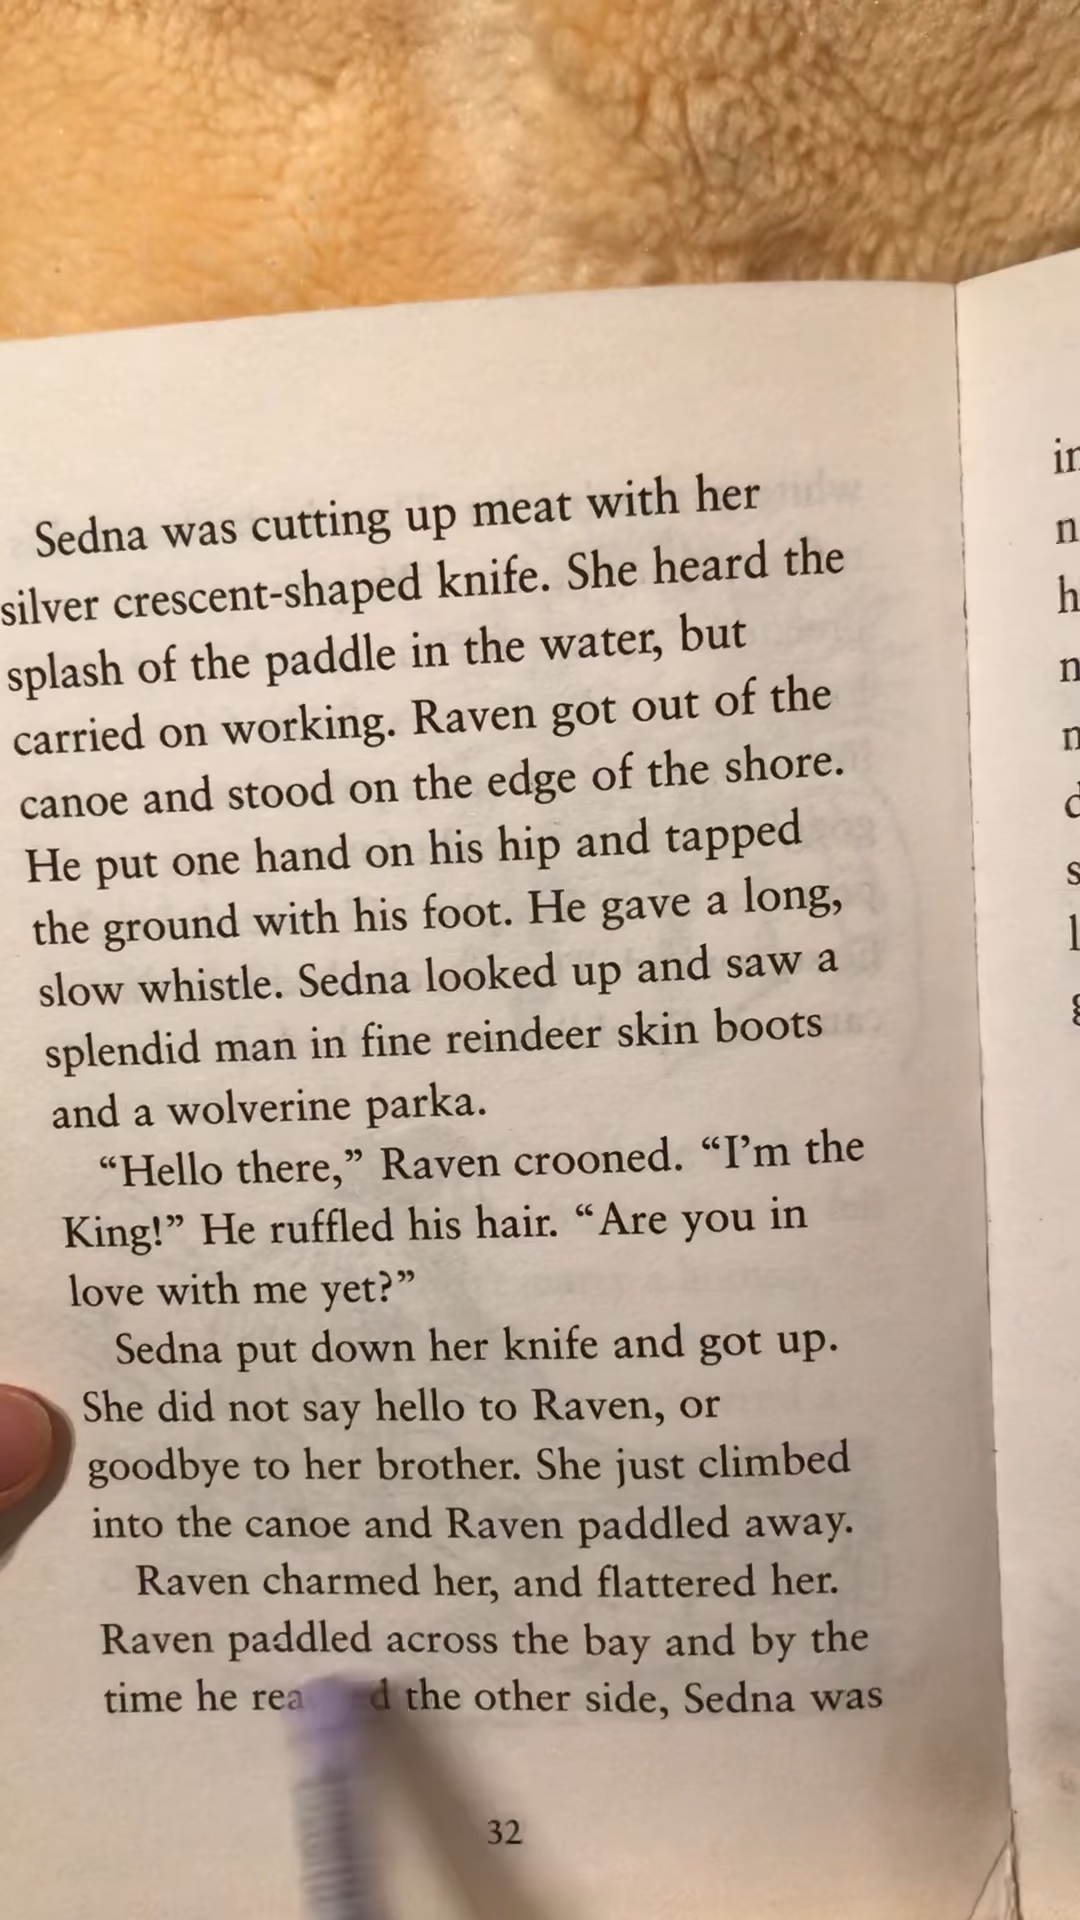 Sedna was cutting up meat with her
silver crescent-shaped knife. She heard the
splash of the paddle in the water, but
carried on working. Raven got out of the
canoe and stood on the edge of the shore.
He put one hand on his hip and tapped
the ground with his foot. He gave a long,
slow whistle. Sedna looked up and saw a
splendid man in fine reindeer skin boots
and a wolverine parka.
“Hello there,” Raven crooned. “I’m the
King!” He ruffled his hair. “Are you in
love with me yet?”
Sedna put down her knife and got up.
She did not say hello to Raven, or
goodbye to her brother. She just climbed
into the canoe and Raven paddled away.
Raven charmed her, and flattered her.
Raven paddled across the bay and by the
time he the other side, Sedna was
32